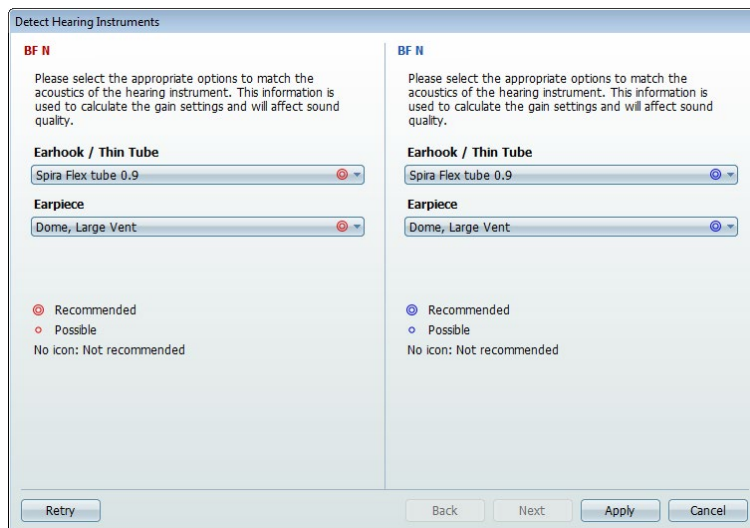 Detect Hearing Instruments
BF N
Please select the appropriate options to match the
acoustics of the hearing instrument. This information is
used to calculate the gain settings and will affect sound
quality.
Earhook / Thin Tube
Spira Flex tube 0.9
Earpiece
Dome, Large Vent
Recommended
Possible
No icon: Not recommended
BF N
Please select the appropriate options to match the
acoustics of the hearing instrument. This information is
used to calculate the gain settings and will affect sound
quality.
Earhook / Thin Tube
Spira Flex tube 0.9
Earpiece
Dome, Large Vent
Recommended
Possible
No icon: Not recommended
Retry
Back
Next
Apply
Cancel